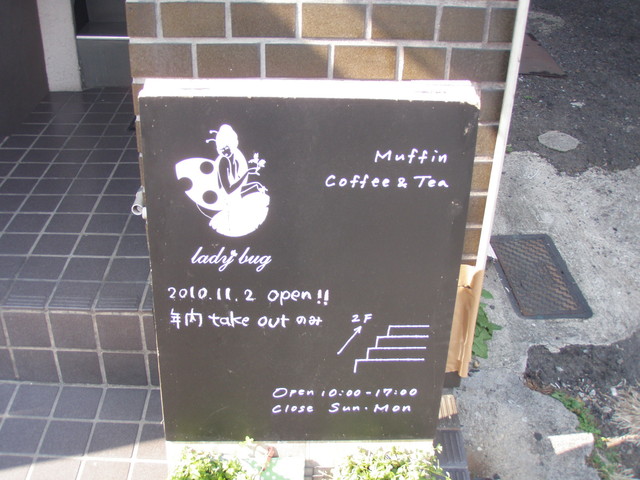 Muffin
Coffee & Tea
lady bug
2010.11.2 open!!
年内 take out のみ
2F
Open 10:00-17:00
Close Sun・Mon